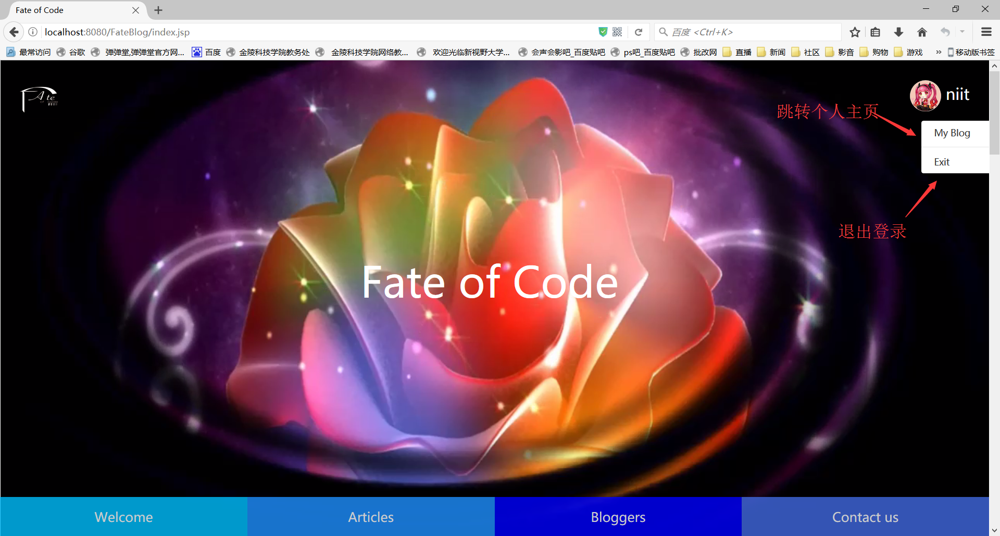 Fate of Code
localhost:8080/FateBlog/index.jsp
百度 <Ctrl+K>
最常访问 谷歌 弹弹堂,弹弹堂官方网... 百度 金陵科技学院教务处 金陵科技学院网络教... 欢迎光临新视野大学... 会声会影吧_百度贴吧 ps吧_百度贴吧 批改网 直播 新闻 社区 影音 购物 游戏 » 移动版书签
Fate
of code
niit
跳转个人主页
My Blog
Exit
退出登录
Fate of Code
Welcome Articles Bloggers Contact us